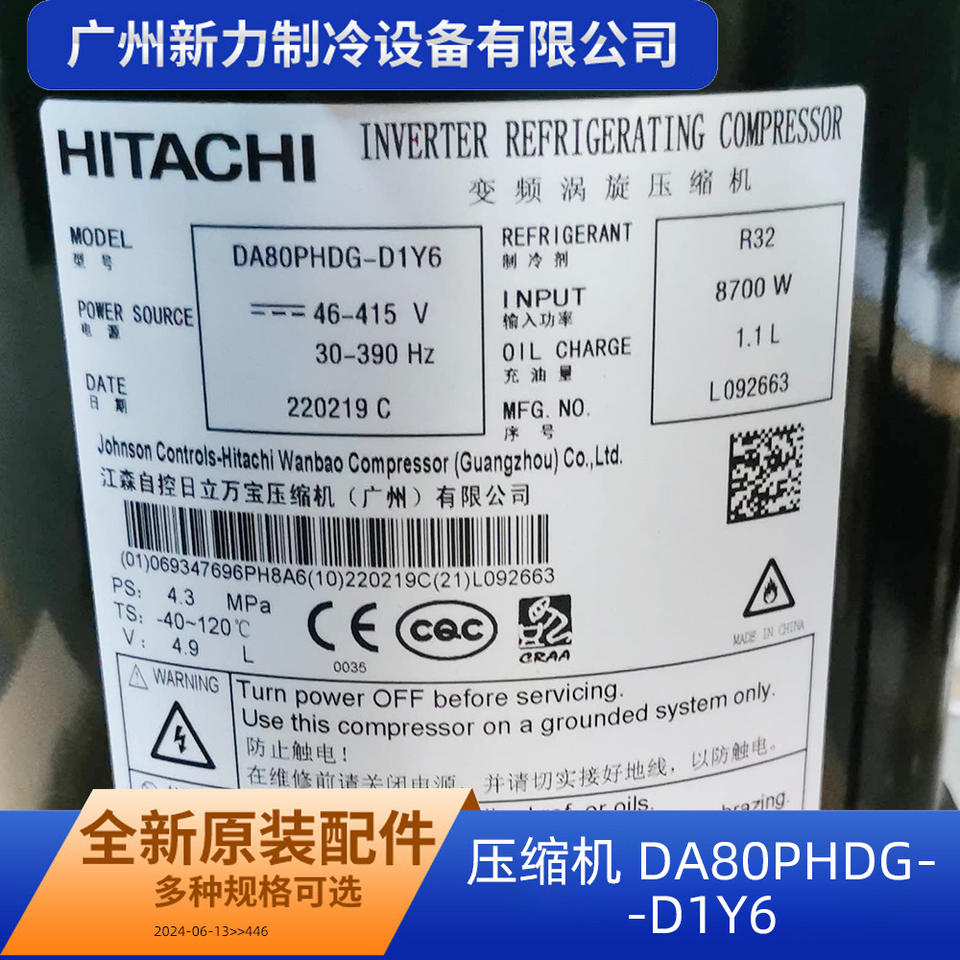 广州新力制冷设备有限公司
HITACHI
INVERTER REFRIGERATING COMPRESSOR
变频涡旋压缩机
MODEL
型号
DA80PHDG-D1Y6
POWER SOURCE
电源
46-415 V
30-390 Hz
DATE
日期
220219 C
REFRIGERANT
制冷剂
R32
INPUT
输入功率
8700 W
OIL CHARGE
充油量
1.1 L
MFG. NO.
序号
L092663
Johnson Controls-Hitachi Wanbao Compressor (Guangzhou) Co.,Ltd.
江森自控日立万宝压缩机（广州）有限公司
(01)069347696PH8A6(10)220219C(21)L092663
PS: 4.3 MPa
TS: -40~120℃
V: 4.9 L
CE
0035
CQC
CRAA
MADE IN CHINA
WARNING
Turn power OFF before servicing.
Use this compressor on a grounded system only.
防止触电！
在维修前请关闭电源，并请切实接好地线，以防触电。
or oils.
brazing.
全新原装配件
多种规格可选
2024-06-13>>446
压缩机 DA80PHDG-
-D1Y6